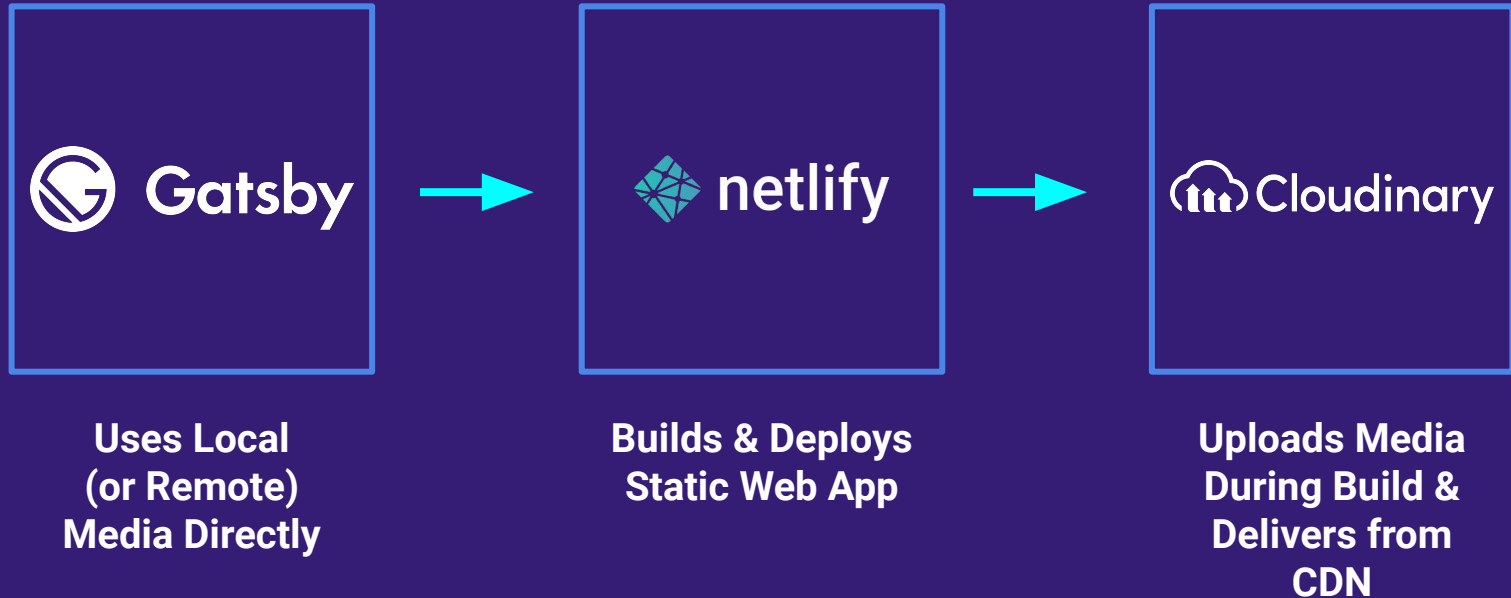 Gatsby
netlify
Cloudinary
Uses Local
(or Remote)
Media Directly
Builds & Deploys
Static Web App
Uploads Media
During Build &
Delivers from
CDN